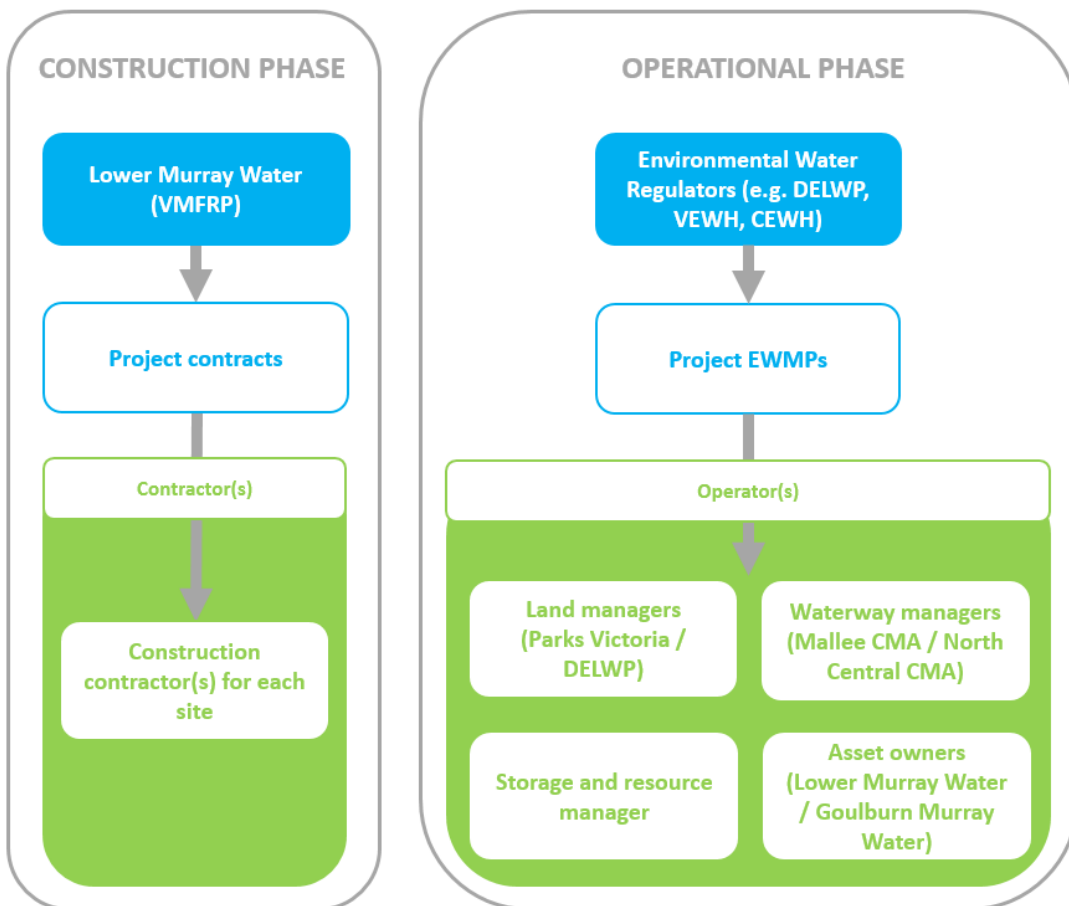 CONSTRUCTION PHASE
Lower Murray Water
(VMFRP)
Project contracts
Contractor(s)
Construction
contractor(s) for each
site
OPERATIONAL PHASE
Environmental Water
Regulators (e.g. DELWP,
VEWH, CEWH)
Project EWMPs
Operator(s)
Land managers
(Parks Victoria /
DELWP)
Waterway managers
(Mallee CMA / North
Central CMA)
Storage and resource
manager
Asset owners
(Lower Murray Water
/ Goulburn Murray
Water)